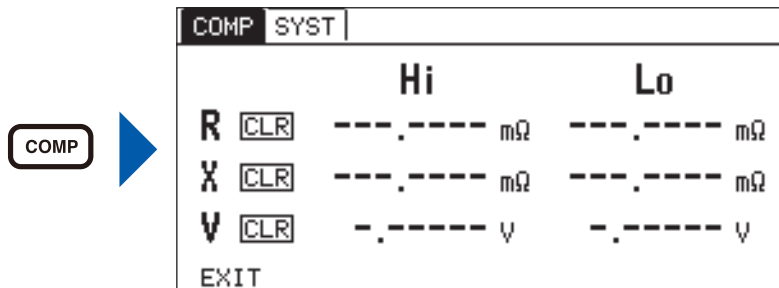 COMP SYST
Hi Lo
COMP
R CLR ---.---- mΩ ---.---- mΩ
X CLR ---.---- mΩ ---.---- mΩ
V CLR -.----- V -.----- V
EXIT